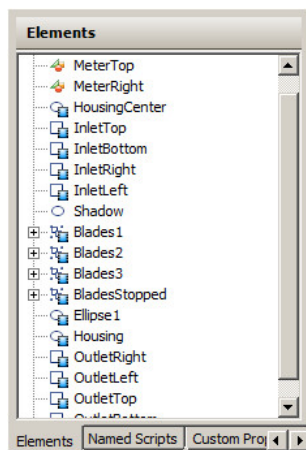 Elements
MeterTop
MeterRight
HousingCenter
InletTop
InletBottom
InletRight
InletLeft
Shadow
Blades1
Blades2
Blades3
BladesStopped
Ellipse1
Housing
OutletRight
OutletLeft
OutletTop
OutletBottom
Elements Named Scripts Custom Prop